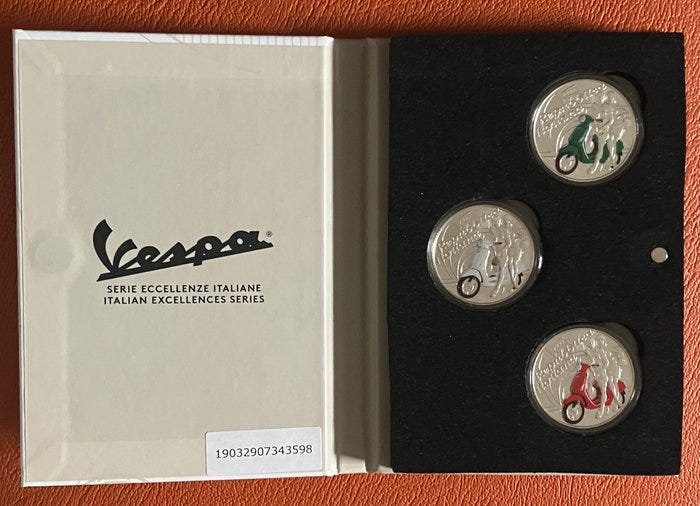 Vespa®
SERIE ECCELLENZE ITALIANE
ITALIAN EXCELLENCES SERIES
19032907343598